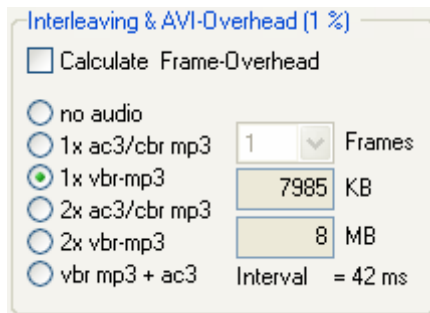 Interleaving & AVI-Overhead (1 %)
Calculate Frame-Overhead
no audio
1x ac3/cbr mp3 1 Frames
1x vbr-mp3 7985 KB
2x ac3/cbr mp3
2x vbr-mp3 8 MB
vbr mp3 + ac3 Interval = 42 ms